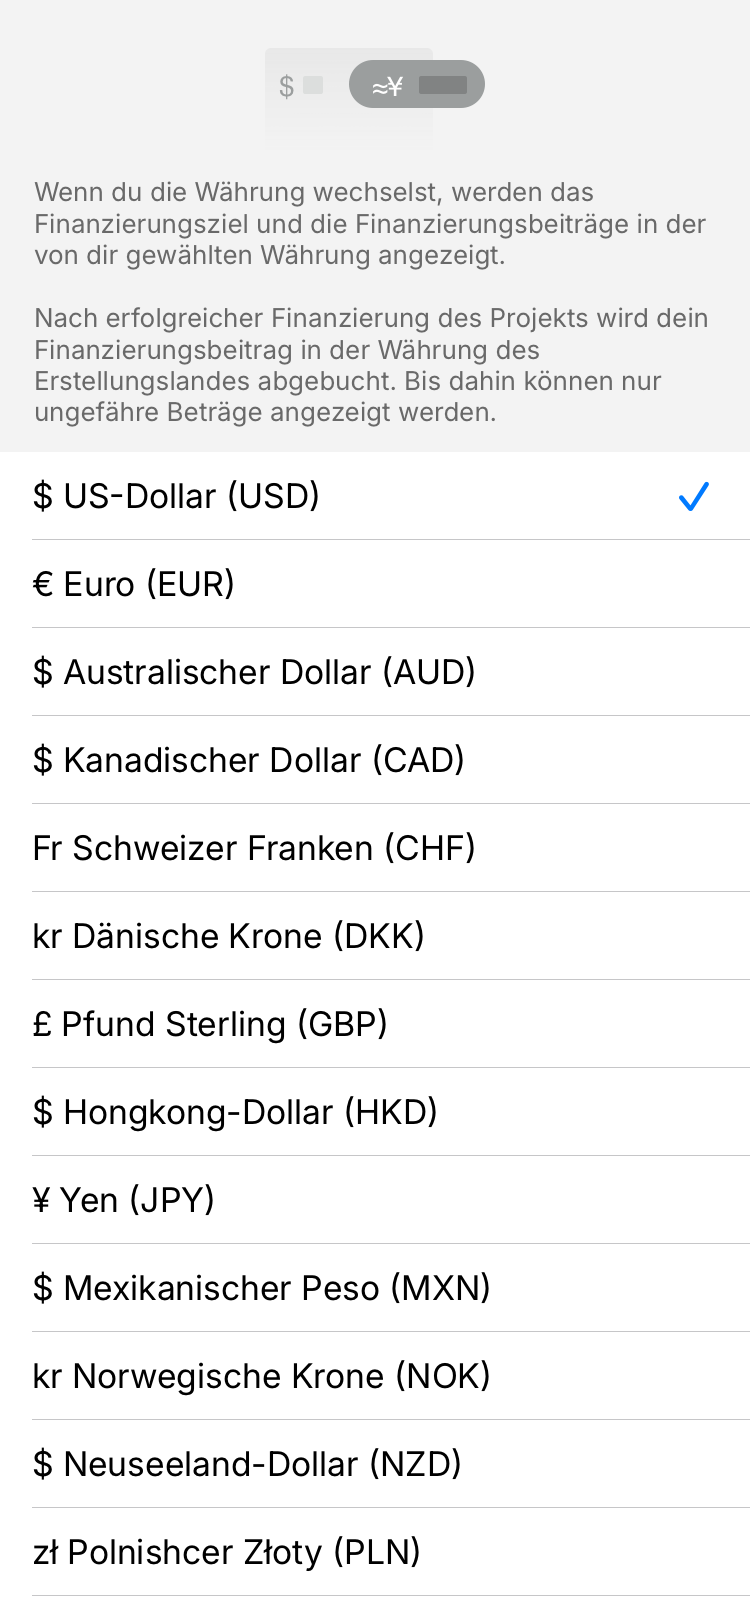 $ ≈¥
Wenn du die Währung wechselst, werden das
Finanzierungsziel und die Finanzierungsbeiträge in der
von dir gewählten Währung angezeigt.
Nach erfolgreicher Finanzierung des Projekts wird dein
Finanzierungsbeitrag in der Währung des
Erstellungslandes abgebucht. Bis dahin können nur
ungefähre Beträge angezeigt werden.
$ US-Dollar (USD)
€ Euro (EUR)
$ Australischer Dollar (AUD)
$ Kanadischer Dollar (CAD)
Fr Schweizer Franken (CHF)
kr Dänische Krone (DKK)
£ Pfund Sterling (GBP)
$ Hongkong-Dollar (HKD)
¥ Yen (JPY)
$ Mexikanischer Peso (MXN)
kr Norwegische Krone (NOK)
$ Neuseeland-Dollar (NZD)
zł Polnishcer Złoty (PLN)